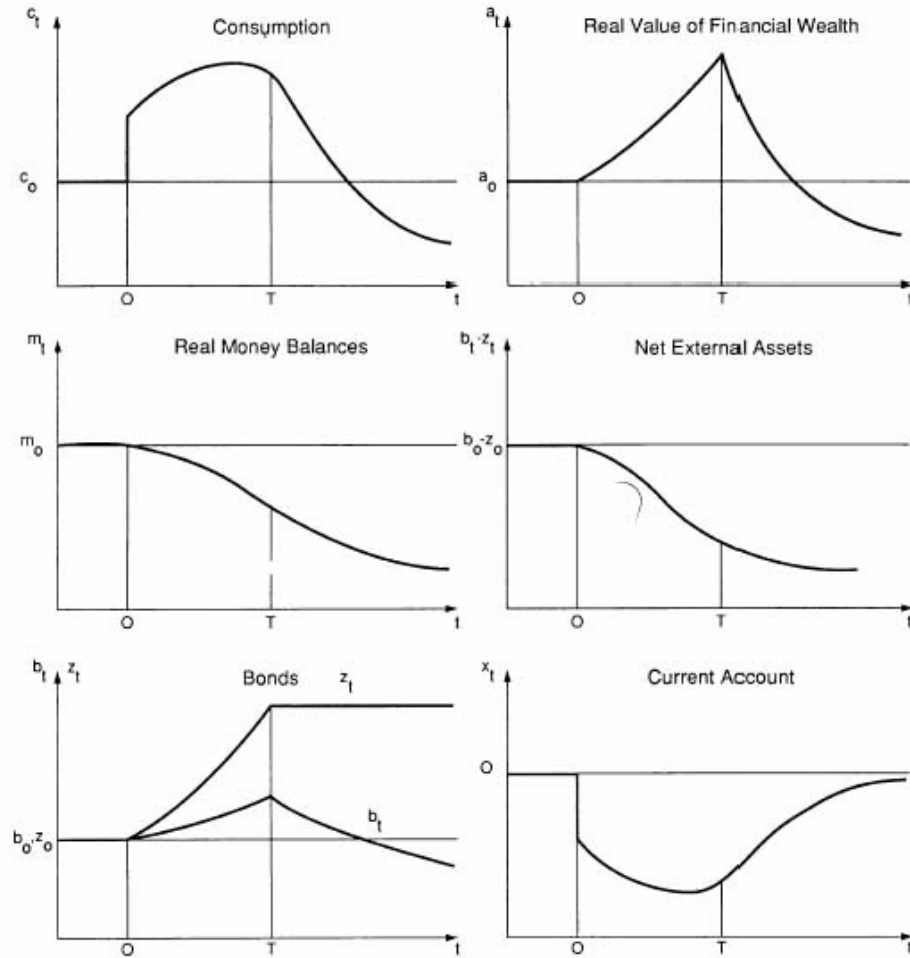 c_t
Consumption
c_o
O
T
t
a_t
Real Value of Financial Wealth
a_o
O
T
t
m_t
Real Money Balances
m_o
O
T
t
b_t-z_t
Net External Assets
b_o-z_o
O
T
t
b_t z_t
Bonds
z_t
b_t
b_o,z_o
O
T
t
x_t
Current Account
O
O
T
t